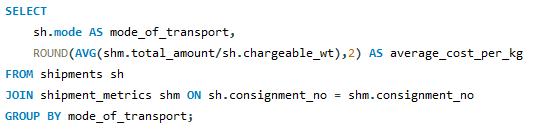 SELECT
    sh.mode AS mode_of_transport,
    ROUND(AVG(shm.total_amount/sh.chargeable_wt),2) AS average_cost_per_kg
FROM shipments sh
JOIN shipment_metrics shm ON sh.consignment_no = shm.consignment_no
GROUP BY mode_of_transport;